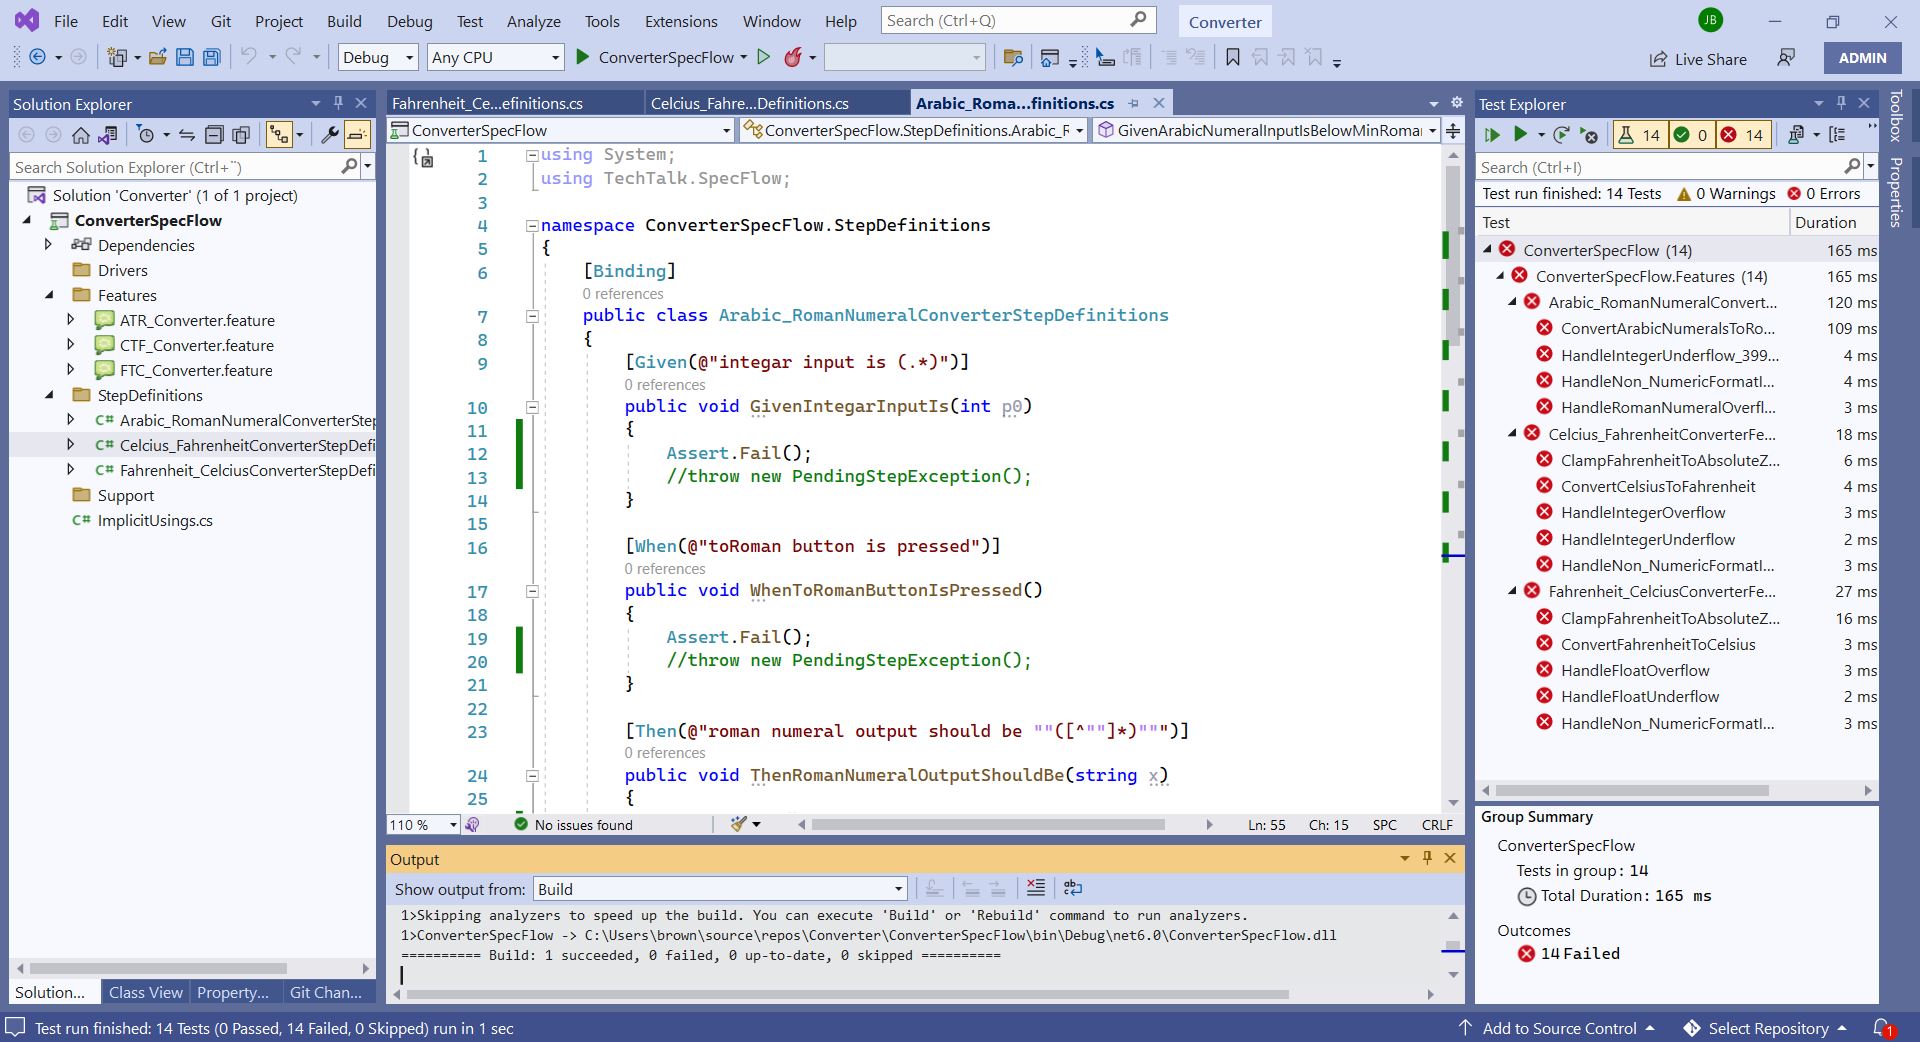 File Edit View Git Project Build Debug Test Analyze Tools Extensions Window Help Search (Ctrl+Q) Converter JB
Debug Any CPU ConverterSpecFlow Live Share ADMIN
Solution Explorer
Search Solution Explorer (Ctrl+¨)
Solution 'Converter' (1 of 1 project)
ConverterSpecFlow
Dependencies
Drivers
Features
ATR_Converter.feature
CTF_Converter.feature
FTC_Converter.feature
StepDefinitions
C# Arabic_RomanNumeralConverterStep
C# Celcius_FahrenheitConverterStepDefi
C# Fahrenheit_CelciusConverterStepDefi
Support
C# ImplicitUsings.cs
Solution... Class View Property... Git Chan...
Fahrenheit_Ce...efinitions.cs Celcius_Fahre...Definitions.cs Arabic_Roma...finitions.cs
ConverterSpecFlow ConverterSpecFlow.StepDefinitions.Arabic_R GivenArabicNumeralInputIsBelowMinRoma
1 using System;
2 using TechTalk.SpecFlow;
3
4 namespace ConverterSpecFlow.StepDefinitions
5 {
6 [Binding]
0 references
7 public class Arabic_RomanNumeralConverterStepDefinitions
8 {
9 [Given(@"integar input is (.*)")]
0 references
10 public void GivenIntegarInputIs(int p0)
11 {
12 Assert.Fail();
13 //throw new PendingStepException();
14 }
15
16 [When(@"toRoman button is pressed")]
0 references
17 public void WhenToRomanButtonIsPressed()
18 {
19 Assert.Fail();
20 //throw new PendingStepException();
21 }
22
23 [Then(@"roman numeral output should be ""([^""]*)""")]
0 references
24 public void ThenRomanNumeralOutputShouldBe(string x)
25 {
110 % No issues found Ln: 55 Ch: 15 SPC CRLF
Output
Show output from: Build
1>Skipping analyzers to speed up the build. You can execute 'Build' or 'Rebuild' command to run analyzers.
1>ConverterSpecFlow -> C:\Users\brown\source\repos\Converter\ConverterSpecFlow\bin\Debug\net6.0\ConverterSpecFlow.dll
========== Build: 1 succeeded, 0 failed, 0 up-to-date, 0 skipped ==========
Test Explorer
14 0 14
Search (Ctrl+I)
Test run finished: 14 Tests 0 Warnings 0 Errors
Test Duration
ConverterSpecFlow (14) 165 ms
ConverterSpecFlow.Features (14) 165 ms
Arabic_RomanNumeralConvert... 120 ms
ConvertArabicNumeralsToRo... 109 ms
HandleIntegerUnderflow_399... 4 ms
HandleNon_NumericFormatI... 4 ms
HandleRomanNumeralOverfl... 3 ms
Celcius_FahrenheitConverterFe... 18 ms
ClampFahrenheitToAbsoluteZ... 6 ms
ConvertCelsiusToFahrenheit 4 ms
HandleIntegerOverflow 3 ms
HandleIntegerUnderflow 2 ms
HandleNon_NumericFormatI... 3 ms
Fahrenheit_CelciusConverterFe... 27 ms
ClampFahrenheitToAbsoluteZ... 16 ms
ConvertFahrenheitToCelsius 3 ms
HandleFloatOverflow 3 ms
HandleFloatUnderflow 2 ms
HandleNon_NumericFormatI... 3 ms
Group Summary
ConverterSpecFlow
Tests in group: 14
Total Duration: 165 ms
Outcomes
14 Failed
Toolbox
Properties
Test run finished: 14 Tests (0 Passed, 14 Failed, 0 Skipped) run in 1 sec Add to Source Control Select Repository 1